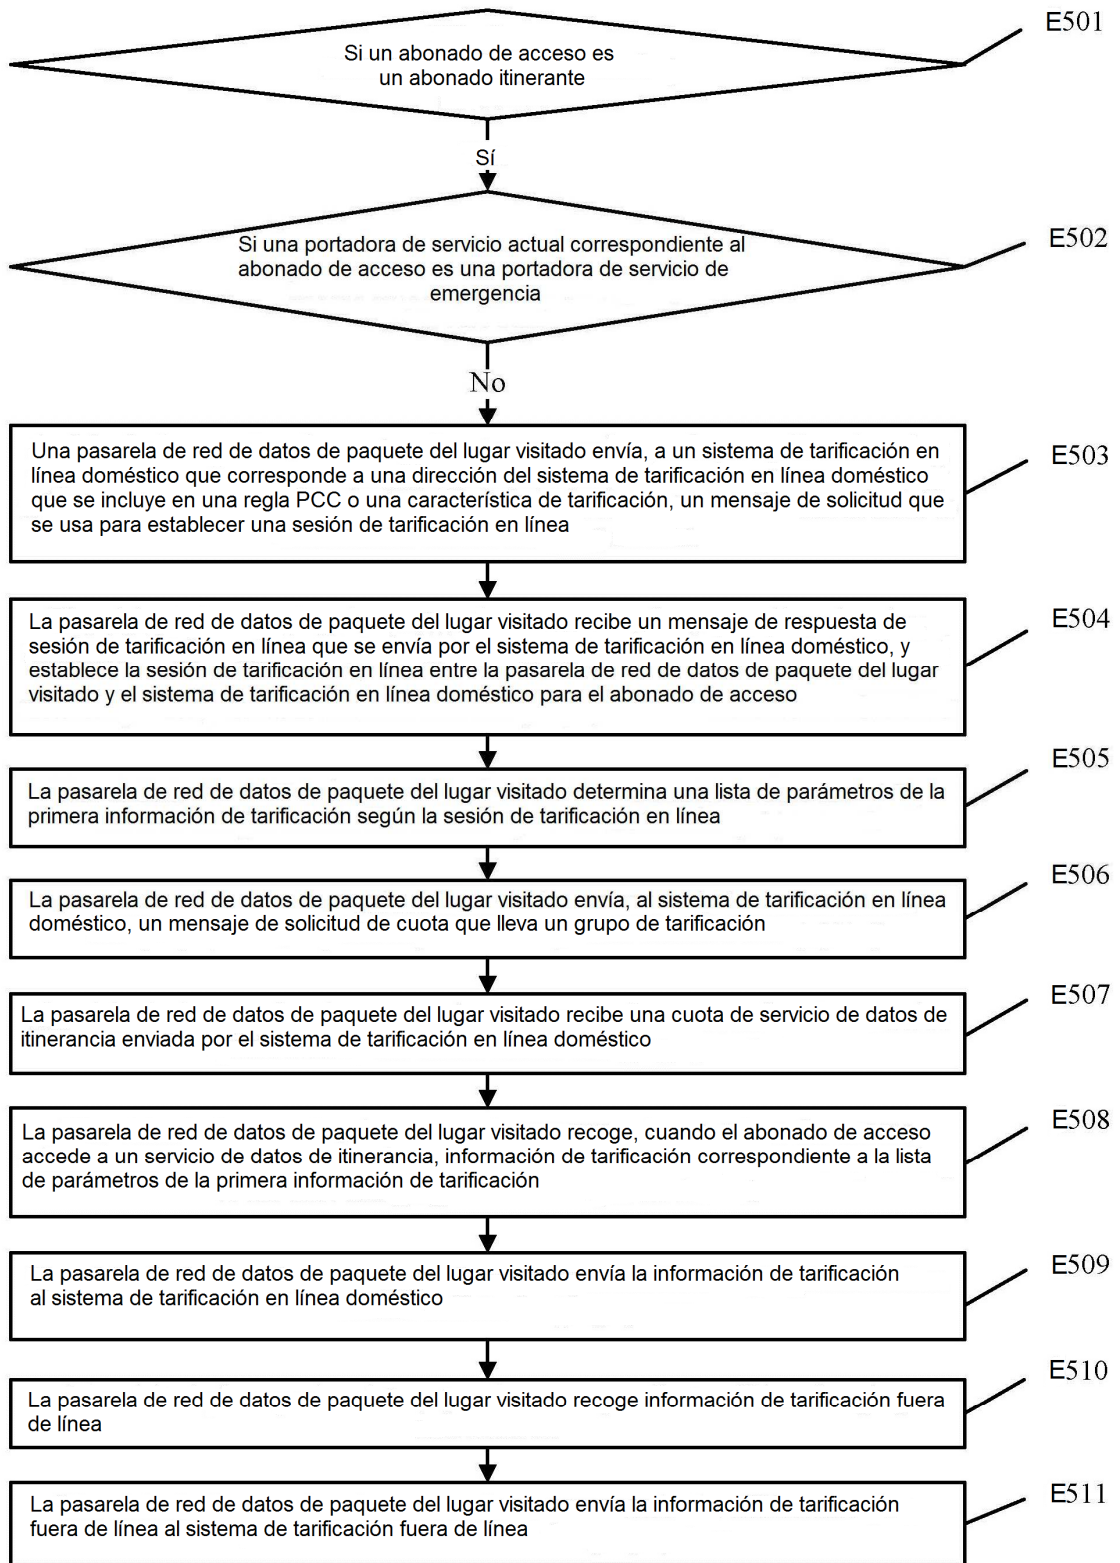 E501
Si un abonado de acceso es
un abonado itinerante
Sí
E502
Si una portadora de servicio actual correspondiente al
abonado de acceso es una portadora de servicio de
emergencia
No
E503
Una pasarela de red de datos de paquete del lugar visitado envía, a un sistema de tarificación en
línea doméstico que corresponde a una dirección del sistema de tarificación en línea doméstico
que se incluye en una regla PCC o una característica de tarificación, un mensaje de solicitud que
se usa para establecer una sesión de tarificación en línea
E504
La pasarela de red de datos de paquete del lugar visitado recibe un mensaje de respuesta de
sesión de tarificación en línea que se envía por el sistema de tarificación en línea doméstico, y
establece la sesión de tarificación en línea entre la pasarela de red de datos de paquete del lugar
visitado y el sistema de tarificación en línea doméstico para el abonado de acceso
E505
La pasarela de red de datos de paquete del lugar visitado determina una lista de parámetros de la
primera información de tarificación según la sesión de tarificación en línea
E506
La pasarela de red de datos de paquete del lugar visitado envía, al sistema de tarificación en línea
doméstico, un mensaje de solicitud de cuota que lleva un grupo de tarificación
E507
La pasarela de red de datos de paquete del lugar visitado recibe una cuota de servicio de datos de
itinerancia enviada por el sistema de tarificación en línea doméstico
E508
La pasarela de red de datos de paquete del lugar visitado recoge, cuando el abonado de acceso
accede a un servicio de datos de itinerancia, información de tarificación correspondiente a la lista
de parámetros de la primera información de tarificación
E509
La pasarela de red de datos de paquete del lugar visitado envía la información de tarificación
al sistema de tarificación en línea doméstico
E510
La pasarela de red de datos de paquete del lugar visitado recoge información de tarificación fuera
de línea
E511
La pasarela de red de datos de paquete del lugar visitado envía la información de tarificación
fuera de línea al sistema de tarificación fuera de línea